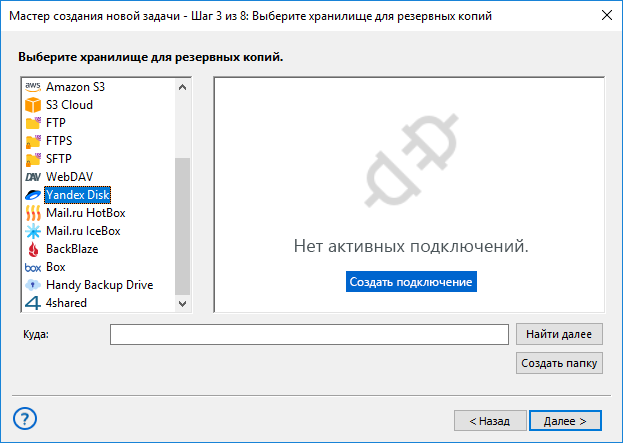 Мастер создания новой задачи - Шаг 3 из 8: Выберите хранилище для резервных копий
Выберите хранилище для резервных копий.
aws Amazon S3
S3 Cloud
FTP
FTPS
SFTP
DAV WebDAV
Yandex Disk
Mail.ru HotBox
Mail.ru IceBox
BackBlaze
box Box
Handy Backup Drive
4 4shared
Нет активных подключений.
Создать подключение
Куда:
Найти далее
Создать папку
?
< Назад
Далее >